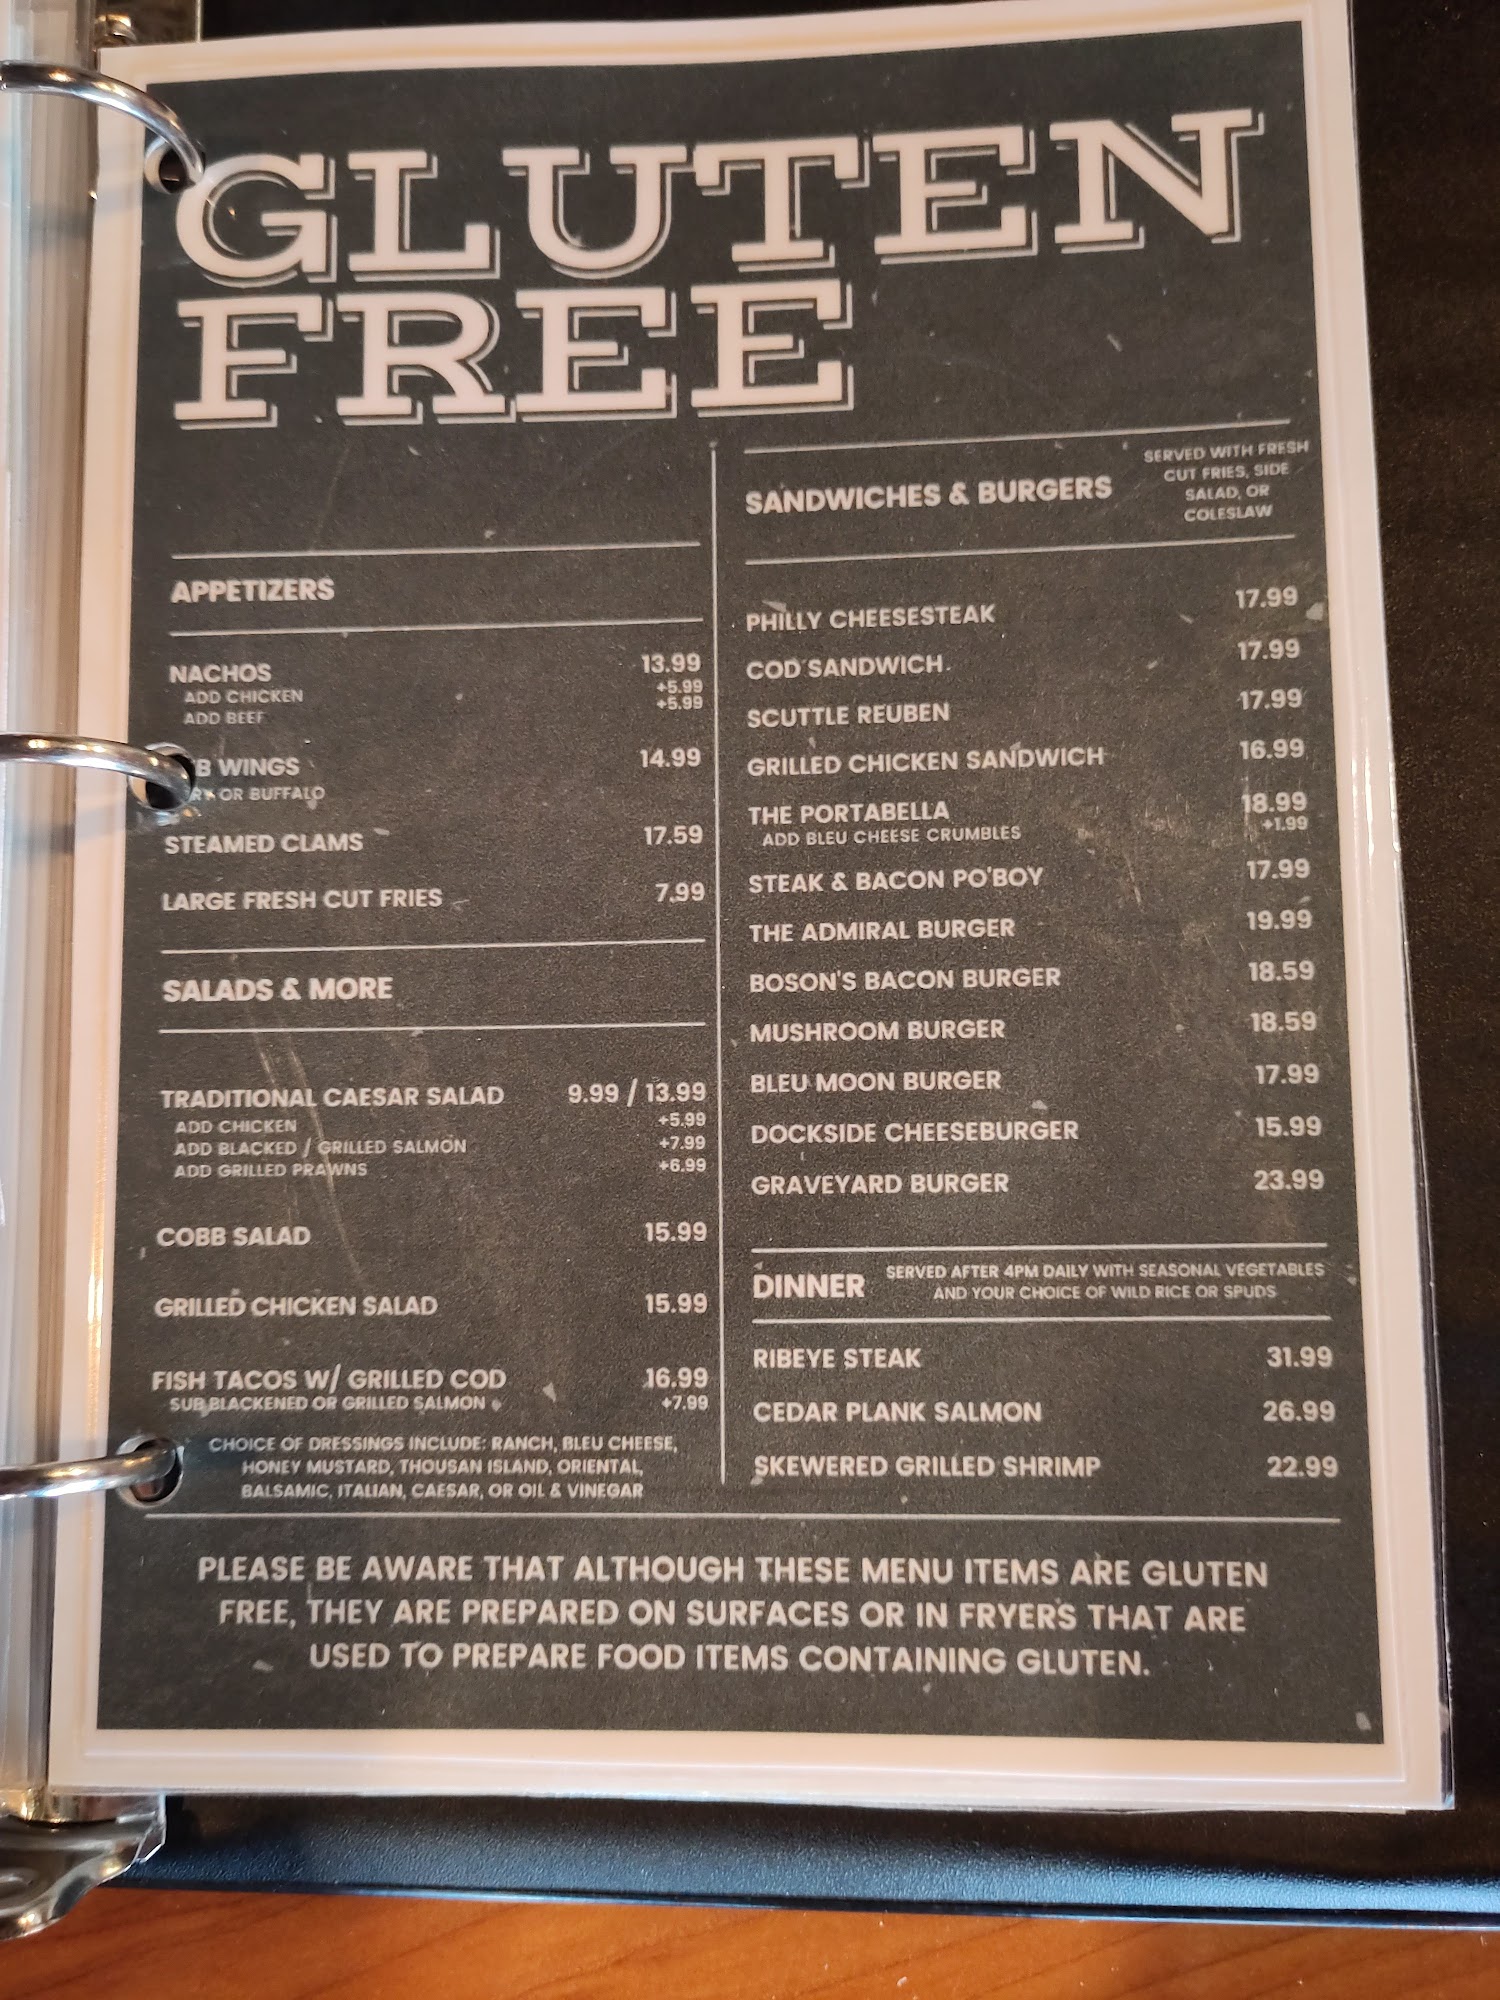 GLUTEN
FREE
APPETIZERS
NACHOS 13.99
ADD CHICKEN +5.99
ADD BEEF +5.99
WINGS 14.99
OR BUFFALO
STEAMED CLAMS 17.59
LARGE FRESH CUT FRIES 7.99
SALADS & MORE
TRADITIONAL CAESAR SALAD 9.99 / 13.99
ADD CHICKEN +5.99
ADD BLACKED / GRILLED SALMON +7.99
ADD GRILLED PRAWNS +6.99
COBB SALAD 15.99
GRILLED CHICKEN SALAD 15.99
FISH TACOS W/ GRILLED COD 16.99
SUB BLACKENED OR GRILLED SALMON +7.99
CHOICE OF DRESSINGS INCLUDE: RANCH, BLEU CHEESE,
HONEY MUSTARD, THOUSAN ISLAND, ORIENTAL,
BALSAMIC, ITALIAN, CAESAR, OR OIL & VINEGAR
SANDWICHES & BURGERS
SERVED WITH FRESH
CUT FRIES, SIDE
SALAD, OR
COLESLAW
PHILLY CHEESESTEAK 17.99
COD SANDWICH 17.99
SCUTTLE REUBEN 17.99
GRILLED CHICKEN SANDWICH 16.99
THE PORTABELLA 18.99
ADD BLEU CHEESE CRUMBLES +1.99
STEAK & BACON PO'BOY 17.99
THE ADMIRAL BURGER 19.99
BOSON'S BACON BURGER 18.59
MUSHROOM BURGER 18.59
BLEU MOON BURGER 17.99
DOCKSIDE CHEESEBURGER 15.99
GRAVEYARD BURGER 23.99
DINNER
SERVED AFTER 4PM DAILY WITH SEASONAL VEGETABLES
AND YOUR CHOICE OF WILD RICE OR SPUDS
RIBEYE STEAK 31.99
CEDAR PLANK SALMON 26.99
SKEWERED GRILLED SHRIMP 22.99
PLEASE BE AWARE THAT ALTHOUGH THESE MENU ITEMS ARE GLUTEN
FREE, THEY ARE PREPARED ON SURFACES OR IN FRYERS THAT ARE
USED TO PREPARE FOOD ITEMS CONTAINING GLUTEN.